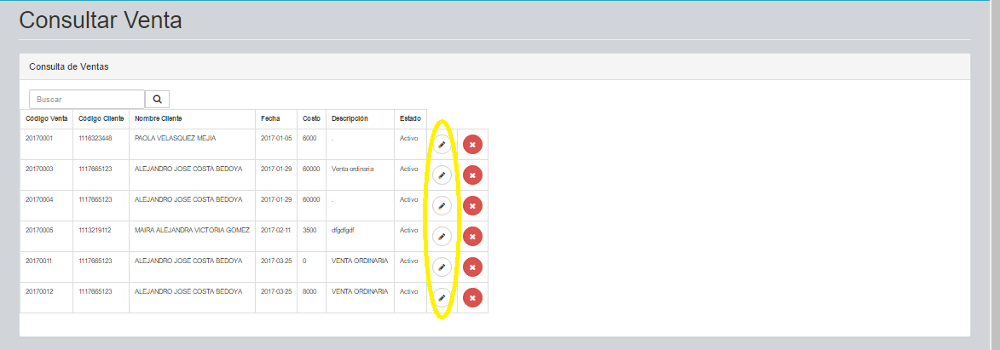 Consultar Venta
Consulta de Ventas
Buscar
Código Venta Código Cliente Nombre Cliente Fecha Costo Descripción Estado
20170001 1116323448 PAOLA VELASQUEZ MEJIA 2017-01-05 6000 . Activo
20170003 1117665123 ALEJANDRO JOSE COSTA BEDOYA 2017-01-29 60000 Venta ordinaria Activo
20170004 1117665123 ALEJANDRO JOSE COSTA BEDOYA 2017-01-29 60000 . Activo
20170005 1113219112 MAIRA ALEJANDRA VICTORIA GOMEZ 2017-02-11 3500 dfgdfgdf Activo
20170011 1117665123 ALEJANDRO JOSE COSTA BEDOYA 2017-03-25 0 VENTA ORDINARIA Activo
20170012 1117665123 ALEJANDRO JOSE COSTA BEDOYA 2017-03-25 8000 VENTA ORDINARIA Activo